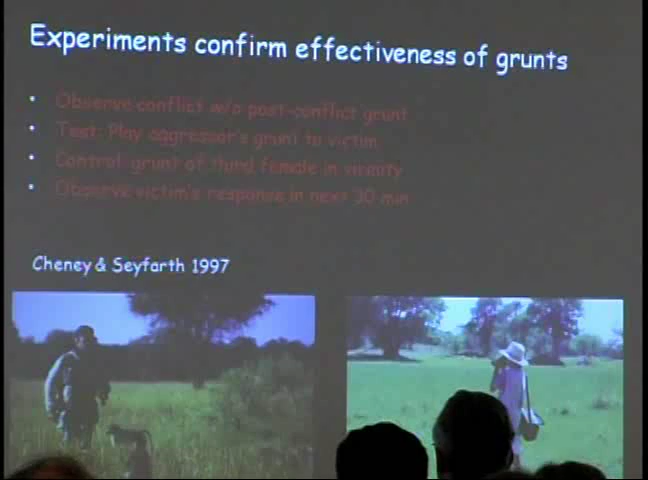 Experiments confirm effectiveness of grunts
• Observe conflict w/o post-conflict grunt
• Test: Play aggressor's grunt to victim
• Control: grunt of third female in vicinity
• Observe victim's response in next 30 min
Cheney & Seyfarth 1997